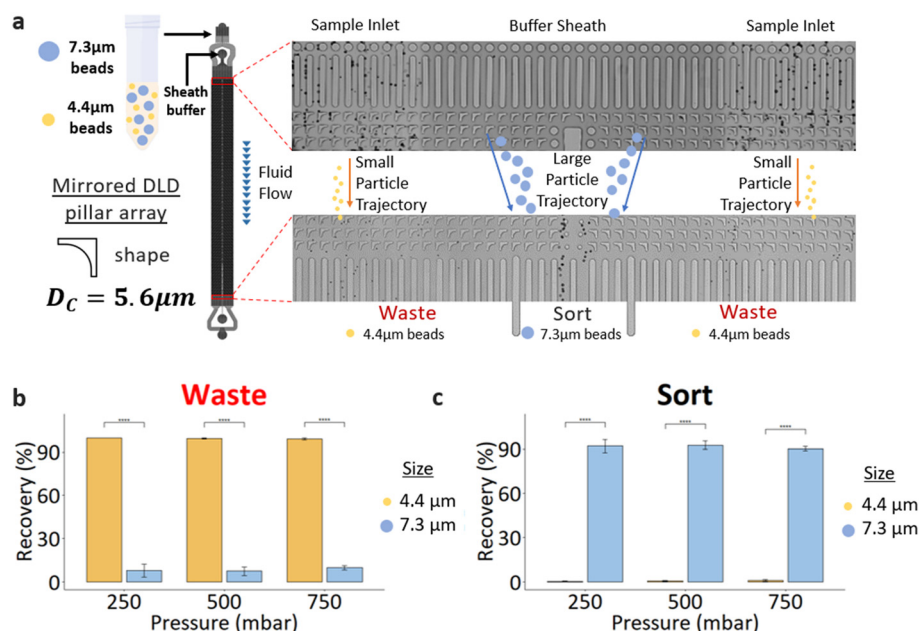 a
Sample Inlet
Buffer Sheath
Sample Inlet
7.3μm
beads
4.4μm
beads
Sheath
buffer
Fluid
Flow
Small
Particle
Trajectory
Large
Particle
Trajectory
Small
Particle
Trajectory
Mirrored DLD
pillar array
shape
D_C = 5.6μm
Waste
4.4μm beads
Sort
7.3μm beads
Waste
4.4μm beads
b
Waste
****
****
****
Recovery (%)
90
60
30
0
250
500
750
Pressure (mbar)
Size
4.4 μm
7.3 μm
c
Sort
****
****
****
Recovery (%)
90
60
30
0
250
500
750
Pressure (mbar)
Size
4.4 μm
7.3 μm